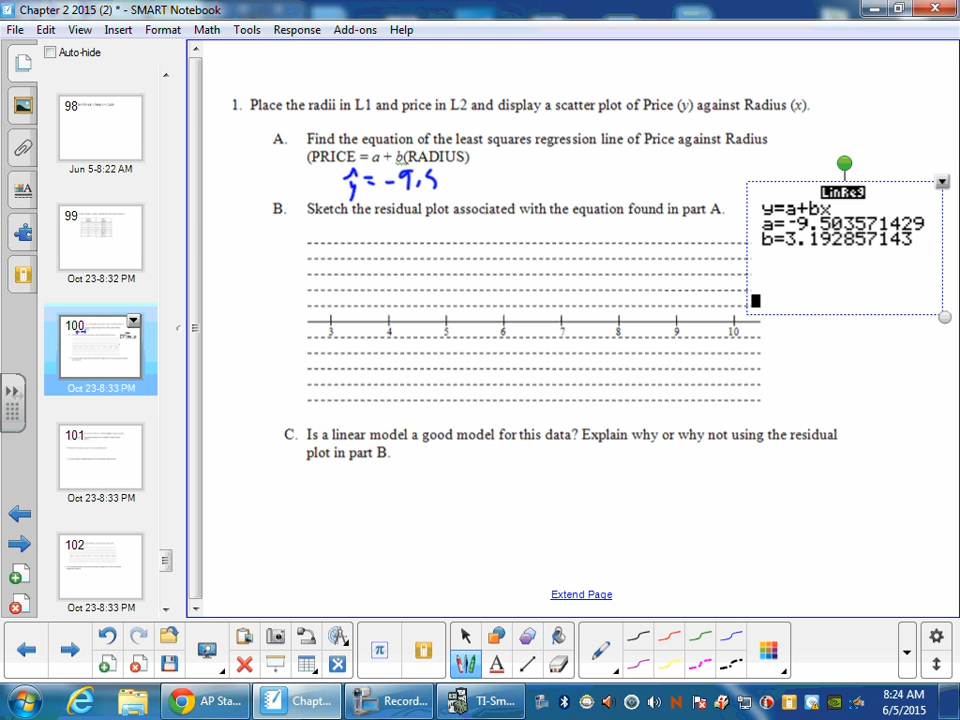 Chapter 2 2015 (2) * - SMART Notebook
File Edit View Insert Format Math Tools Response Add-ons Help
Auto-hide
98
Jun 5-8:22 AM
99
Oct 23-8:32 PM
100
Oct 23-8:33 PM
101
Oct 23-8:33 PM
102
Oct 23-8:33 PM
1. Place the radii in L1 and price in L2 and display a scatter plot of Price (y) against Radius (x).
A. Find the equation of the least squares regression line of Price against Radius
(PRICE = a + b(RADIUS)
ŷ = -9.5
B. Sketch the residual plot associated with the equation found in part A.
LinReg
y=a+bx
a=-9.503571429
b=3.192857143
3 4 5 6 7 8 9 10
C. Is a linear model a good model for this data? Explain why or why not using the residual
plot in part B.
Extend Page
π
A
AP Sta...
Chapt...
Record...
TI-Sm...
8:24 AM
6/5/2015